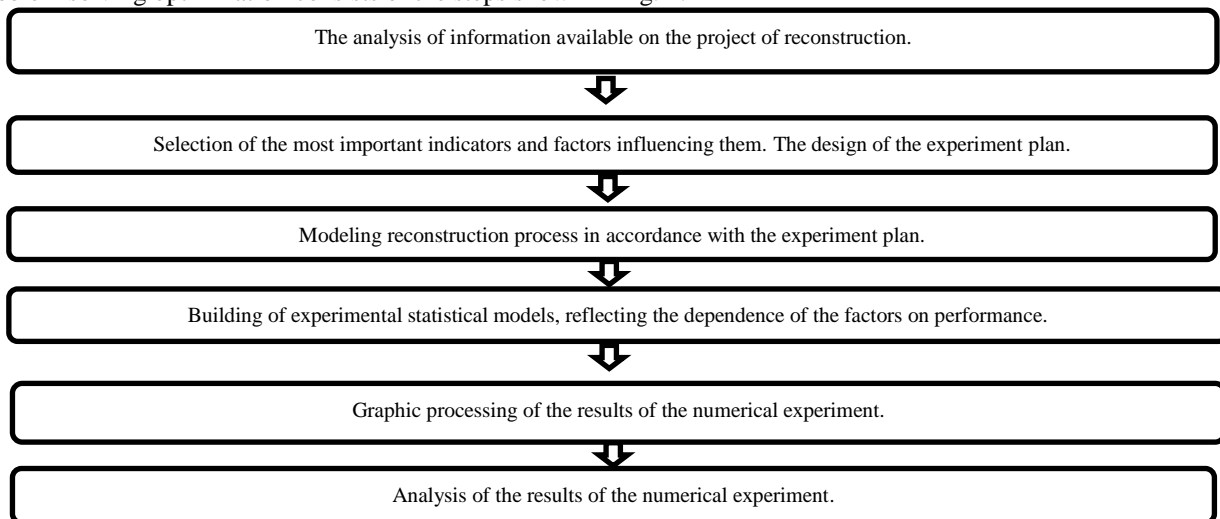 The analysis of information available on the project of reconstruction.
Selection of the most important indicators and factors influencing them. The design of the experiment plan.
Modeling reconstruction process in accordance with the experiment plan.
Building of experimental statistical models, reflecting the dependence of the factors on performance.
Graphic processing of the results of the numerical experiment.
Analysis of the results of the numerical experiment.